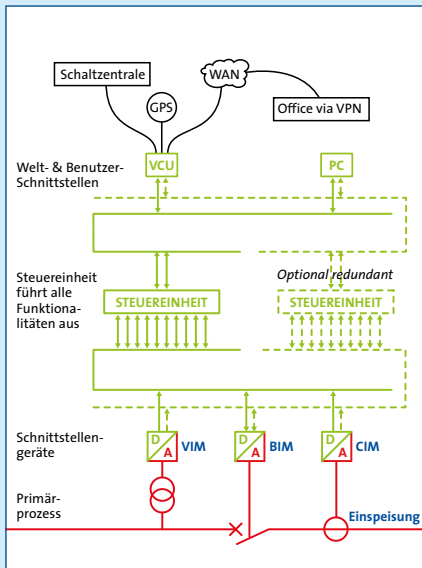 Schaltzentrale
GPS
WAN
Office via VPN
Welt- & Benutzer-
Schnittstellen
VCU
PC
Steuereinheit
führt alle
Funktiona-
litäten aus
Optional redundant
STEUEREINHEIT
STEUEREINHEIT
Schnittstellen-
geräte
D
A
VIM
D
A
BIM
D
A
CIM
Primär-
prozess
Einspeisung